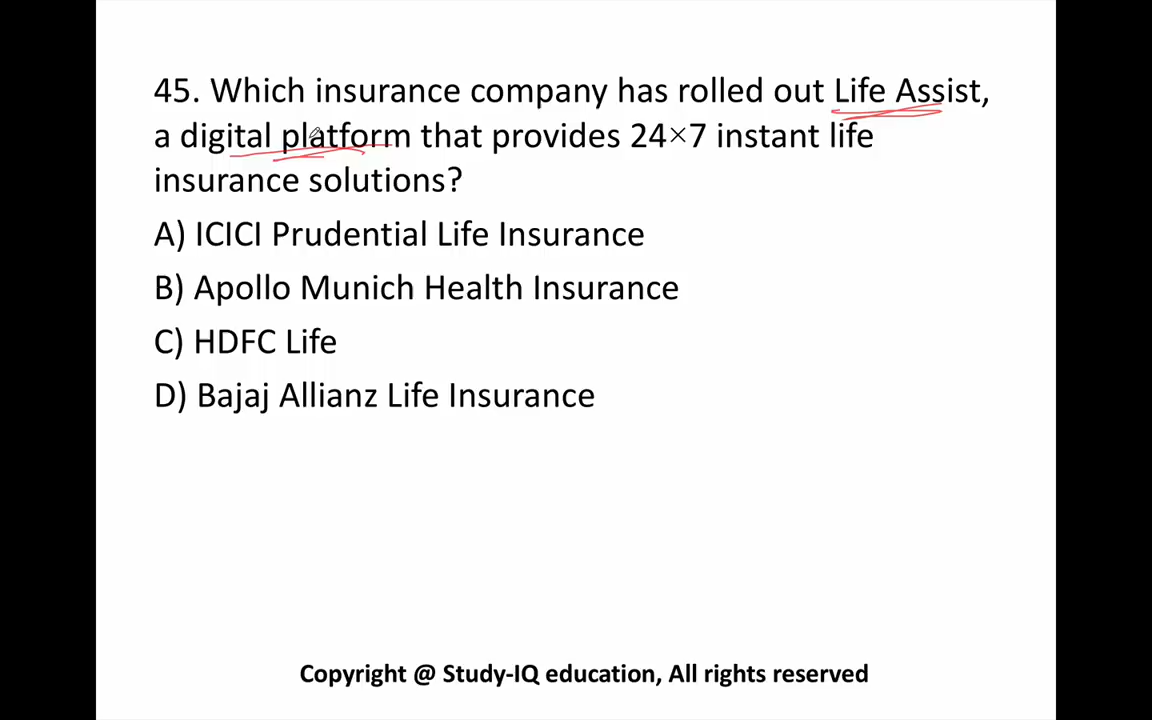 45. Which insurance company has rolled out Life Assist,
a digital platform that provides 24×7 instant life
insurance solutions?
A) ICICI Prudential Life Insurance
B) Apollo Munich Health Insurance
C) HDFC Life
D) Bajaj Allianz Life Insurance
Copyright @ Study-IQ education, All rights reserved